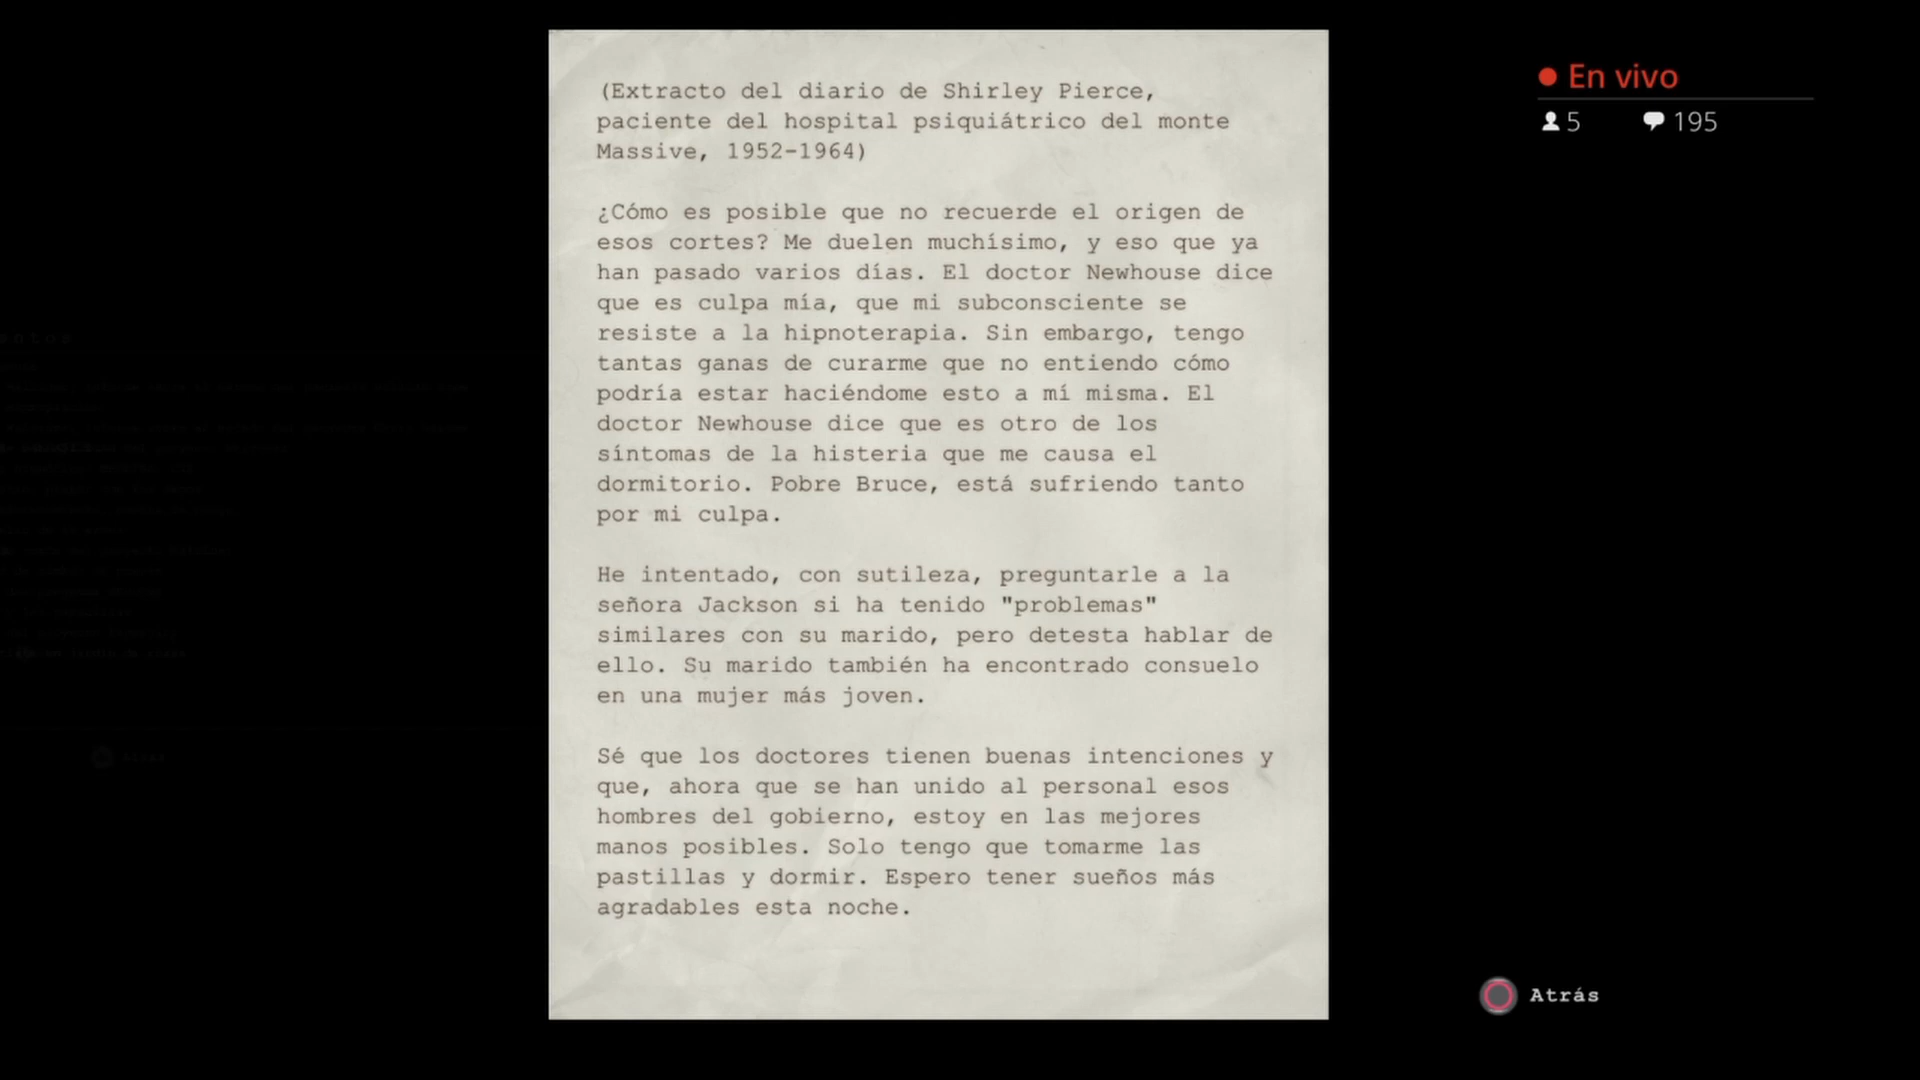 (Extracto del diario de Shirley Pierce,
paciente del hospital psiquiátrico del monte
Massive, 1952-1964)
¿Cómo es posible que no recuerde el origen de
esos cortes? Me duelen muchísimo, y eso que ya
han pasado varios días. El doctor Newhouse dice
que es culpa mía, que mi subconsciente se
resiste a la hipnoterapia. Sin embargo, tengo
tantas ganas de curarme que no entiendo cómo
podría estar haciéndome esto a mí misma. El
doctor Newhouse dice que es otro de los
síntomas de la histeria que me causa el
dormitorio. Pobre Bruce, está sufriendo tanto
por mi culpa.
He intentado, con sutileza, preguntarle a la
señora Jackson si ha tenido "problemas"
similares con su marido, pero detesta hablar de
ello. Su marido también ha encontrado consuelo
en una mujer más joven.
Sé que los doctores tienen buenas intenciones y
que, ahora que se han unido al personal esos
hombres del gobierno, estoy en las mejores
manos posibles. Solo tengo que tomarme las
pastillas y dormir. Espero tener sueños más
agradables esta noche.
En vivo
5 195
Atrás